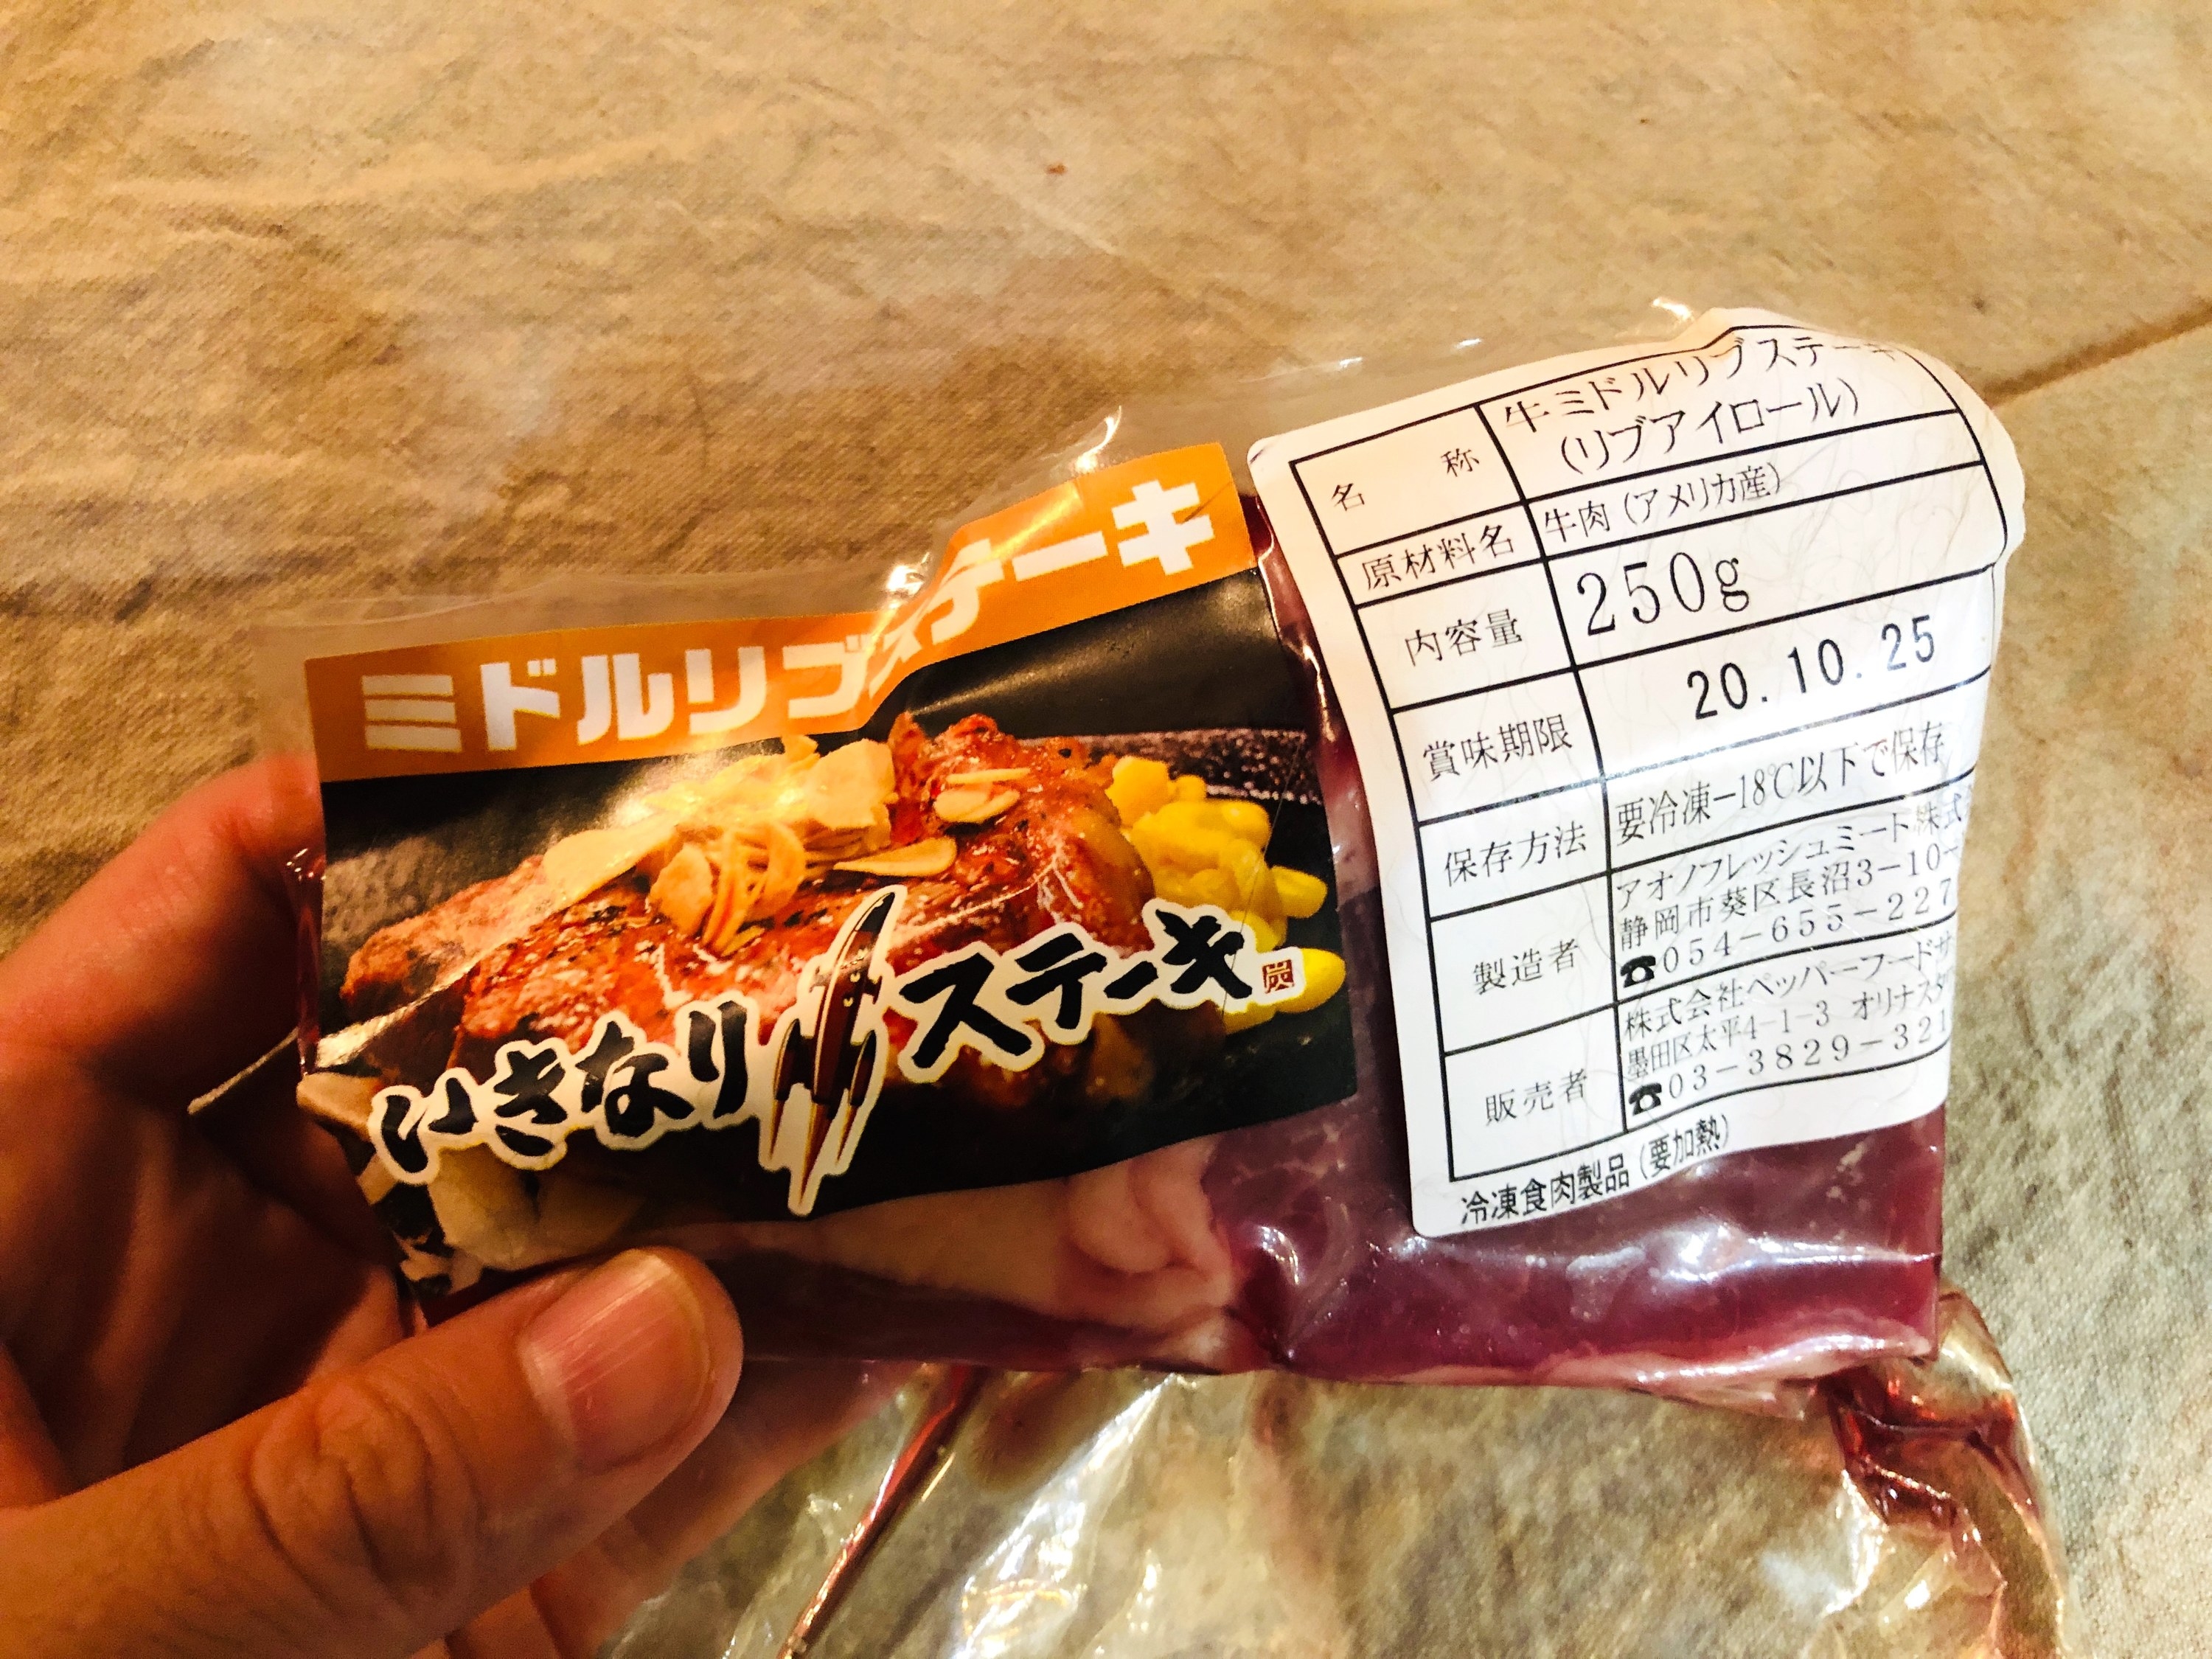 ミドルリブステーキ
いきなりステーキ
炭
名称
牛ミドルリブステーキ
(リブアイロール)
原材料名
牛肉(アメリカ産)
内容量
250g
賞味期限
20.10.25
保存方法
要冷凍-18℃以下で保存
製造者
アオノフレッシュミート株式
静岡市葵区長沼3-10-
☎054-655-227
販売者
株式会社ペッパーフードサ
墨田区太平4-1-3 オリナスタ
☎03-3829-321
冷凍食肉製品(要加熱)